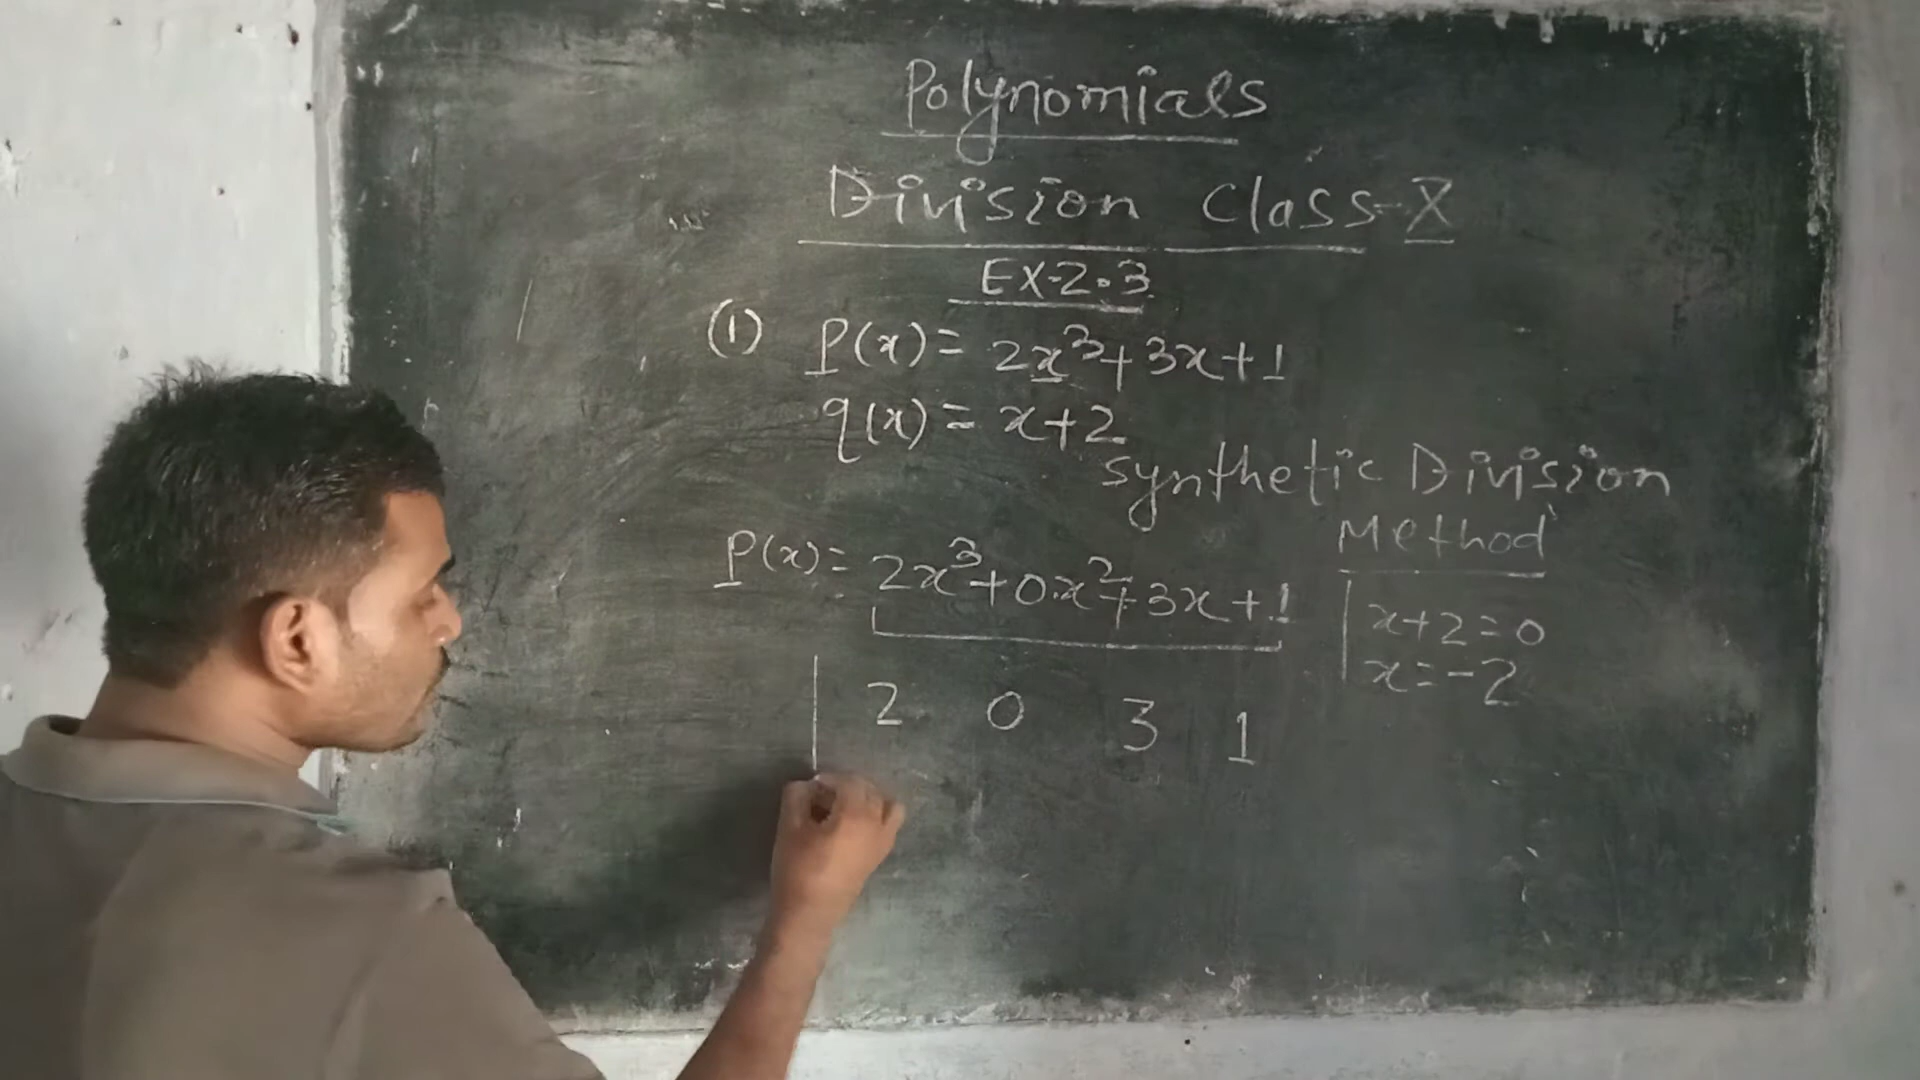 Polynomials
Division Class-X
EX-2.3
(1) P(x) = 2x³+3x+1
q(x) = x+2
Synthetic Division
Method
P(x) = 2x³+0x²+3x+1
x+2=0
x=-2
2 0 3 1